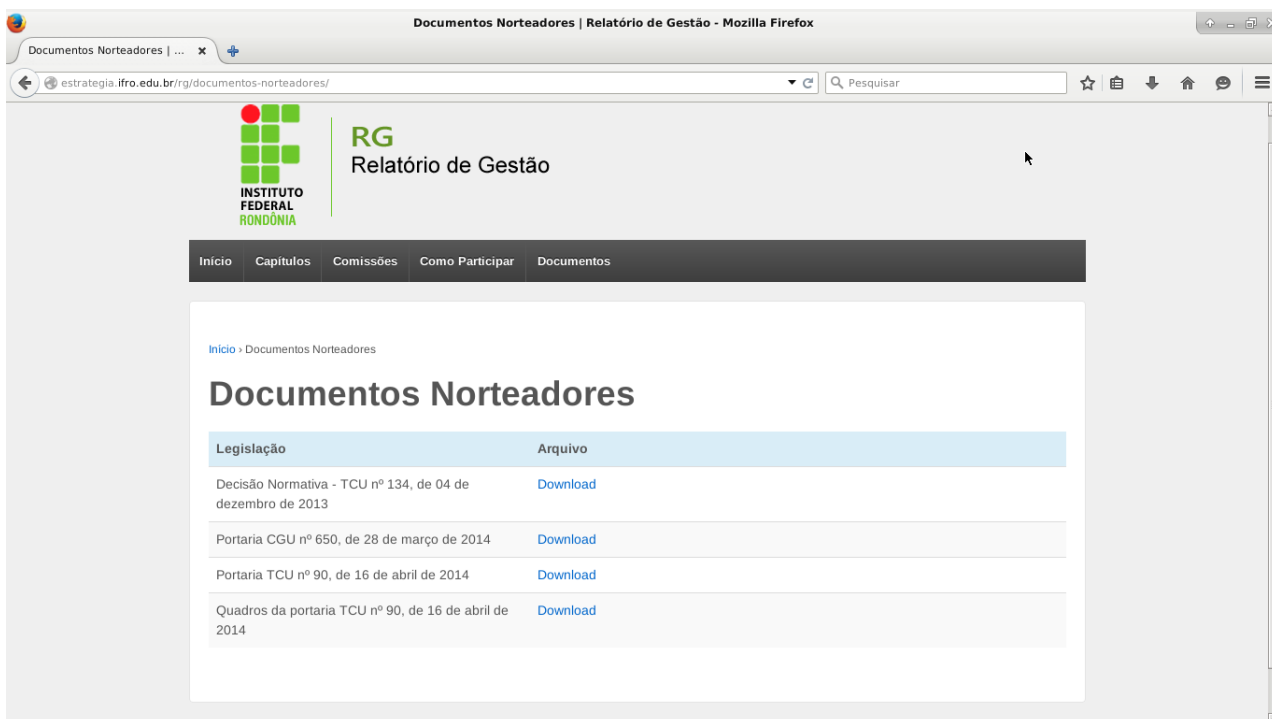 Documentos Norteadores | Relatório de Gestão - Mozilla Firefox
Documentos Norteadores | ...
estrategia.ifro.edu.br/rg/documentos-norteadores/
Pesquisar
RG
Relatório de Gestão
INSTITUTO
FEDERAL
RONDÔNIA
Início Capítulos Comissões Como Participar Documentos
Início › Documentos Norteadores
Documentos Norteadores
Legislação Arquivo
Decisão Normativa - TCU nº 134, de 04 de Download
dezembro de 2013
Portaria CGU nº 650, de 28 de março de 2014 Download
Portaria TCU nº 90, de 16 de abril de 2014 Download
Quadros da portaria TCU nº 90, de 16 de abril de Download
2014